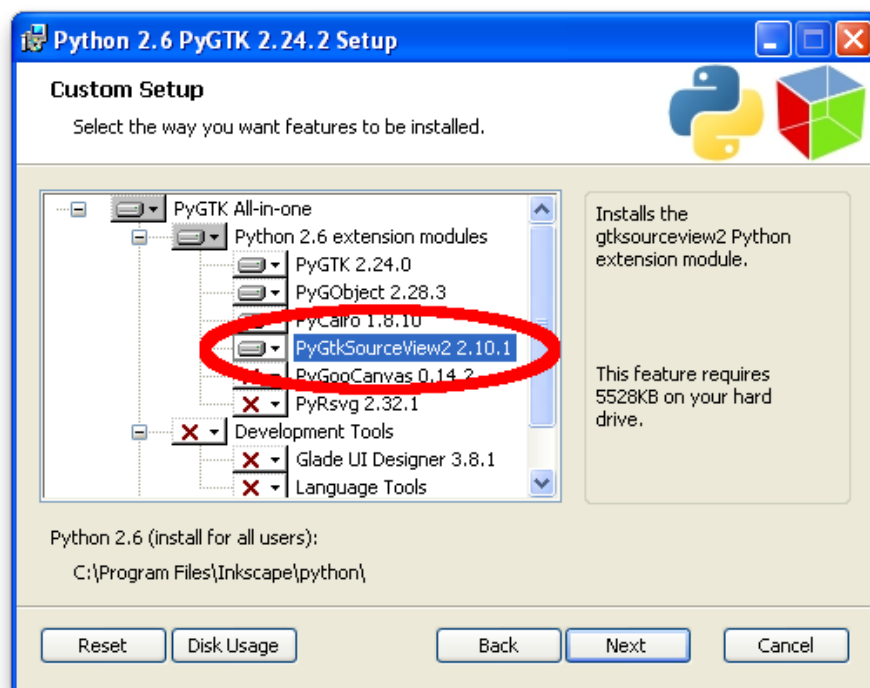 Python 2.6 PyGTK 2.24.2 Setup
Custom Setup
Select the way you want features to be installed.
PyGTK All-in-one
Python 2.6 extension modules
PyGTK 2.24.0
PyGObject 2.28.3
PyCairo 1.8.10
PyGtkSourceView2 2.10.1
PyGooCanvas 0.14.2
PyRsvg 2.32.1
Development Tools
Glade UI Designer 3.8.1
Language Tools
Installs the
gtksourceview2 Python
extension module.
This feature requires
5528KB on your hard
drive.
Python 2.6 (install for all users):
C:\Program Files\Inkscape\python\
Reset
Disk Usage
Back
Next
Cancel